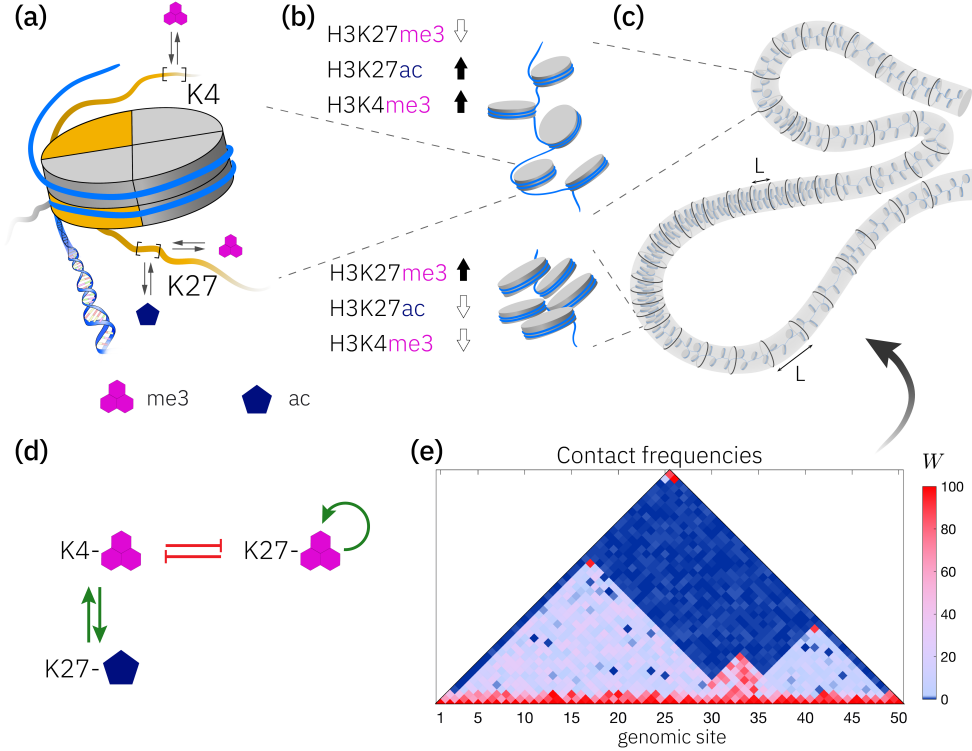 (a)
K4
K27
me3
ac
(b)
H3K27me3
H3K27ac
H3K4me3
H3K27me3
H3K27ac
H3K4me3
(c)
L
L
(d)
K4-
K27-
K27-
(e)
Contact frequencies
W
100
80
60
40
20
0
1 5 10 15 20 25 30 35 40 45 50
genomic site